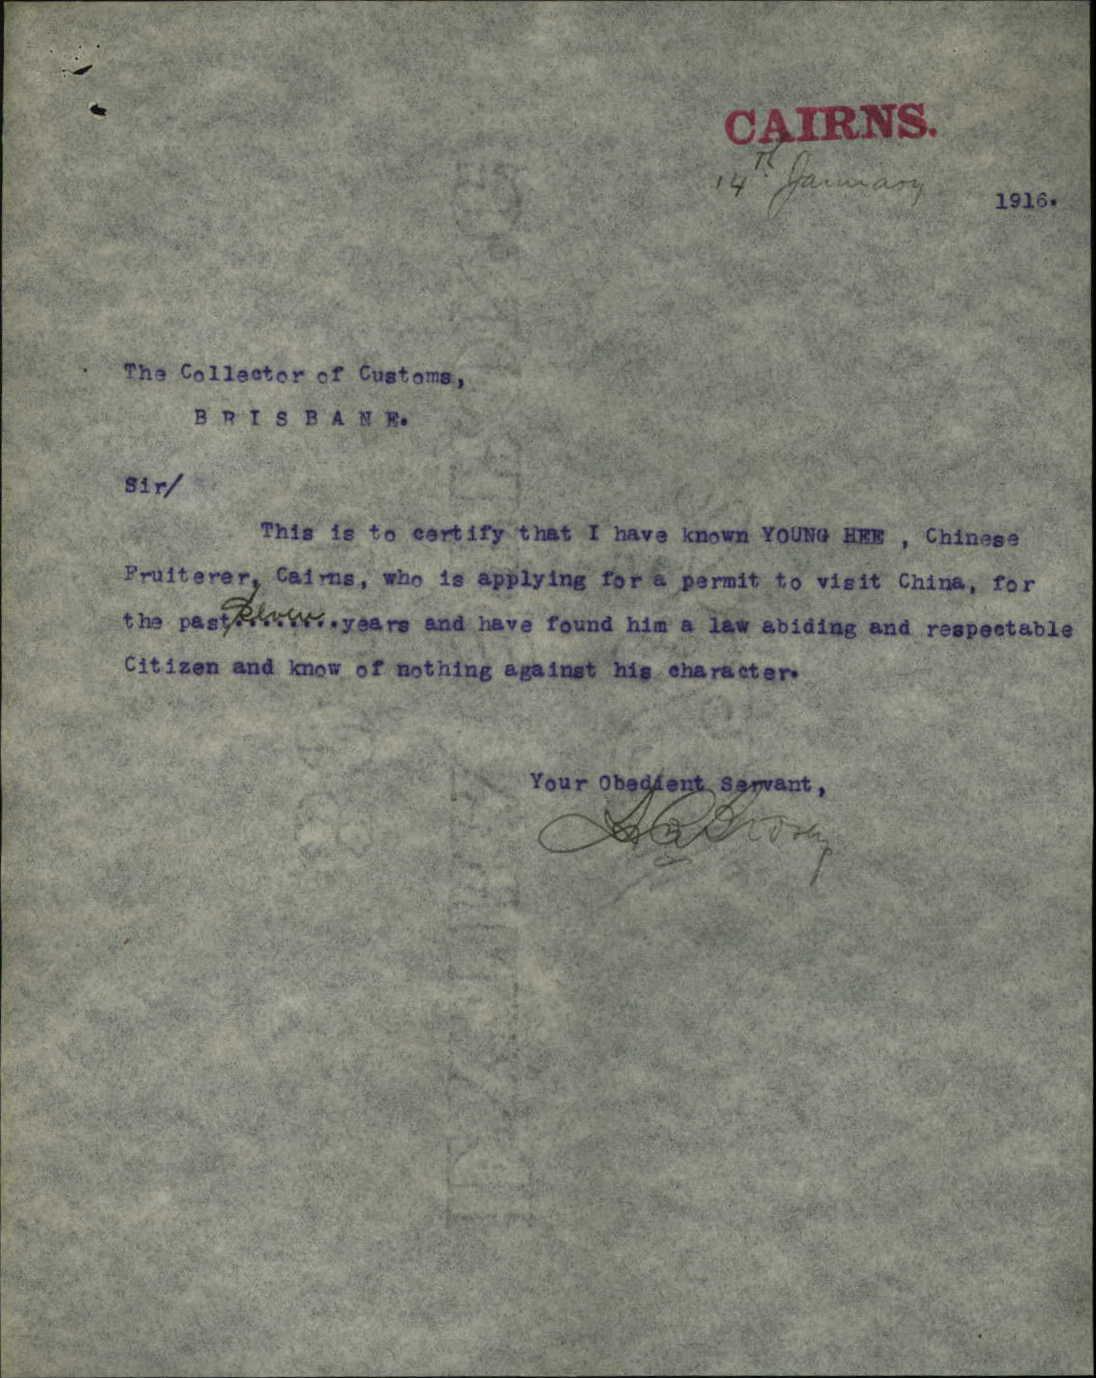 CAIRNS.
14th January 1916.
The Collector of Customs,
BRISBANE.
Sir/
This is to certify that I have known YOUNG HEE , Chinese
Fruiterer, Cairns, who is applying for a permit to visit China, for
the past seven years and have found him a law abiding and respectable
Citizen and know of nothing against his character.
Your Obedient Servant,